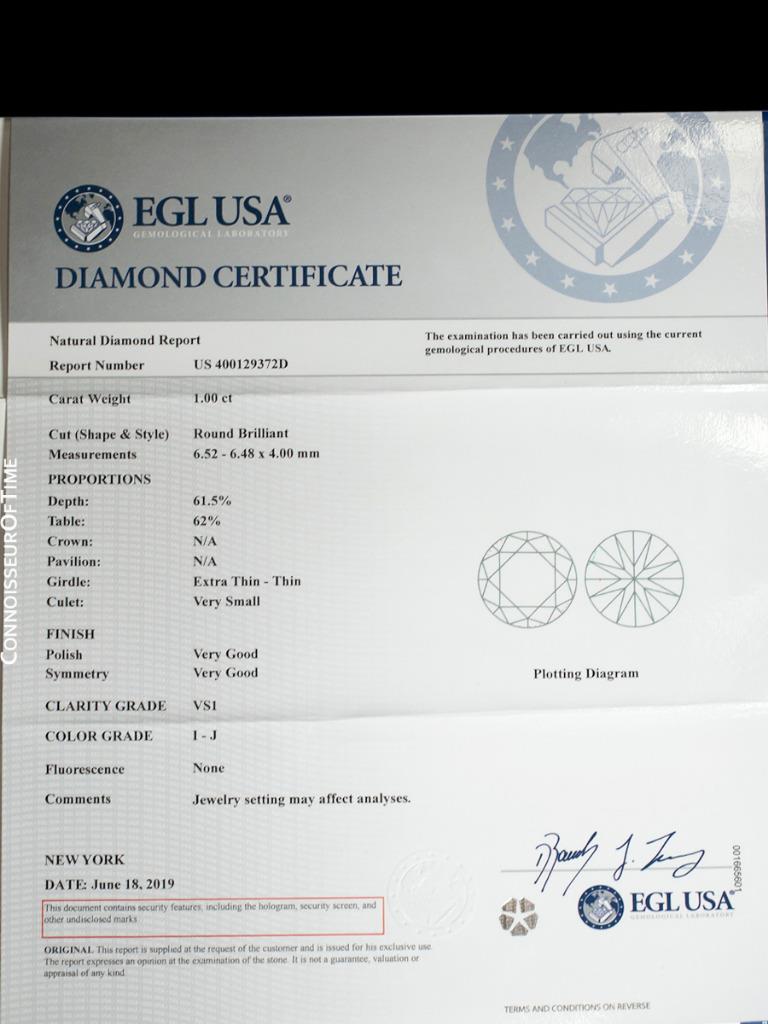 EGL USA®
GEMOLOGICAL LABORATORY
DIAMOND CERTIFICATE
Natural Diamond Report
The examination has been carried out using the current
gemological procedures of EGL USA.
Report Number US 400129372D
Carat Weight 1.00 ct
Cut (Shape & Style) Round Brilliant
Measurements 6.52 - 6.48 x 4.00 mm
PROPORTIONS
Depth: 61.5%
Table: 62%
Crown: N/A
Pavilion: N/A
Girdle: Extra Thin - Thin
Culet: Very Small
FINISH
Polish Very Good
Symmetry Very Good
Plotting Diagram
CLARITY GRADE VS1
COLOR GRADE I - J
Fluorescence None
Comments Jewelry setting may affect analyses.
NEW YORK
DATE: June 18, 2019
This document contains security features, including the hologram, security screen, and
other undisclosed marks
ORIGINAL This report is supplied at the request of the customer and is issued for his exclusive use
The report expresses an opinion at the examination of the stone. It is not a guarantee, valuation or
appraisal of any kind
001665601
EGL USA
GEMOLOGICAL LABORATORY
TERMS AND CONDITIONS ON REVERSE
CONNOISSEUROFTIME